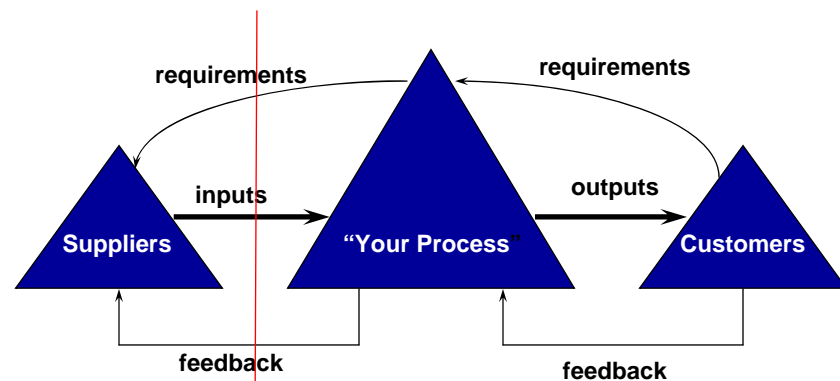 requirements
requirements
inputs
outputs
Suppliers
“Your Process”
Customers
feedback
feedback